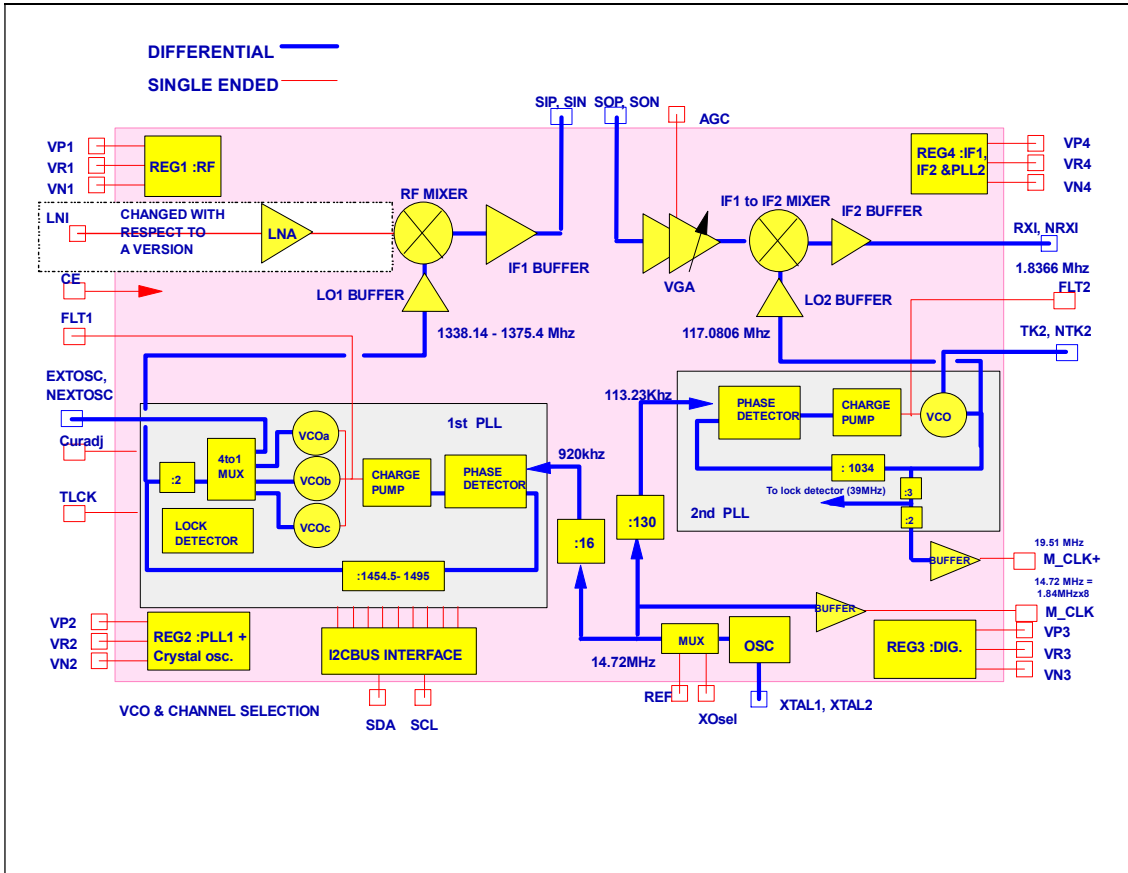 DIFFERENTIAL
SINGLE ENDED
SIP, SIN
SOP, SON
AGC
VP1
VR1
VN1
REG1 :RF
REG4 :IF1,
IF2 &PLL2
VP4
VR4
VN4
LNI
CHANGED WITH
RESPECT TO
A VERSION
LNA
RF MIXER
IF1 BUFFER
IF1 to IF2 MIXER
IF2 BUFFER
VGA
RXI, NRXI
1.8366 Mhz
CE
LO1 BUFFER
LO2 BUFFER
FLT2
FLT1
1338.14 - 1375.4 Mhz
117.0806 Mhz
TK2, NTK2
EXTOSC,
NEXTOSC
Curadj
TLCK
1st PLL
VCOa
VCOb
VCOc
4to1
MUX
:2
LOCK
DETECTOR
CHARGE
PUMP
PHASE
DETECTOR
:1454.5- 1495
920khz
113.23Khz
:16
:130
PHASE
DETECTOR
CHARGE
PUMP
VCO
: 1034
To lock detector (39MHz)
:3
:2
2nd PLL
BUFFER
19.51 MHz
M_CLK+
14.72 MHz =
1.84MHzx8
BUFFER
M_CLK
VP2
VR2
VN2
REG2 :PLL1 +
Crystal osc.
I2CBUS INTERFACE
14.72MHz
MUX
OSC
REG3 :DIG.
VP3
VR3
VN3
VCO & CHANNEL SELECTION
SDA
SCL
REF
XOsel
XTAL1, XTAL2